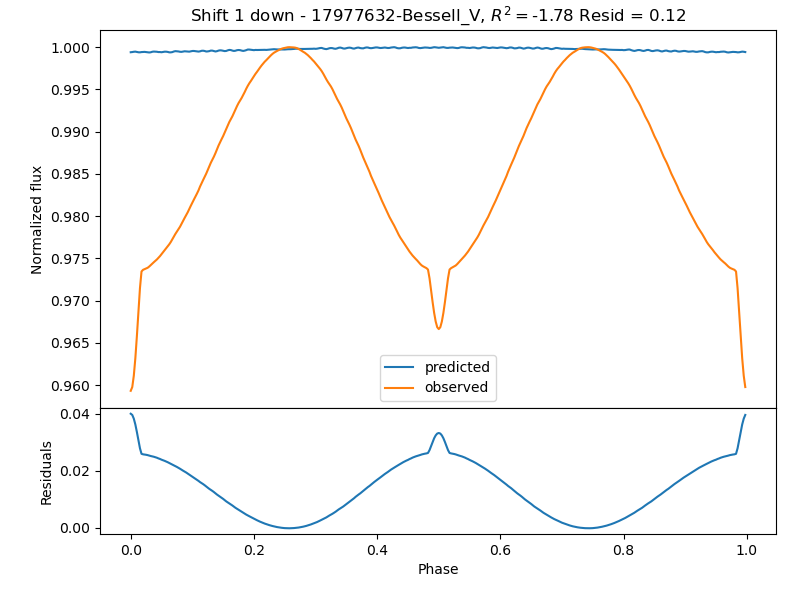 Shift 1 down - 17977632-Bessell_V, R² = -1.78 Resid = 0.12
Normalized flux
1.000
0.995
0.990
0.985
0.980
0.975
0.970
0.965
0.960
predicted
observed
Residuals
0.04
0.02
0.00
0.0 0.2 0.4 0.6 0.8 1.0
Phase